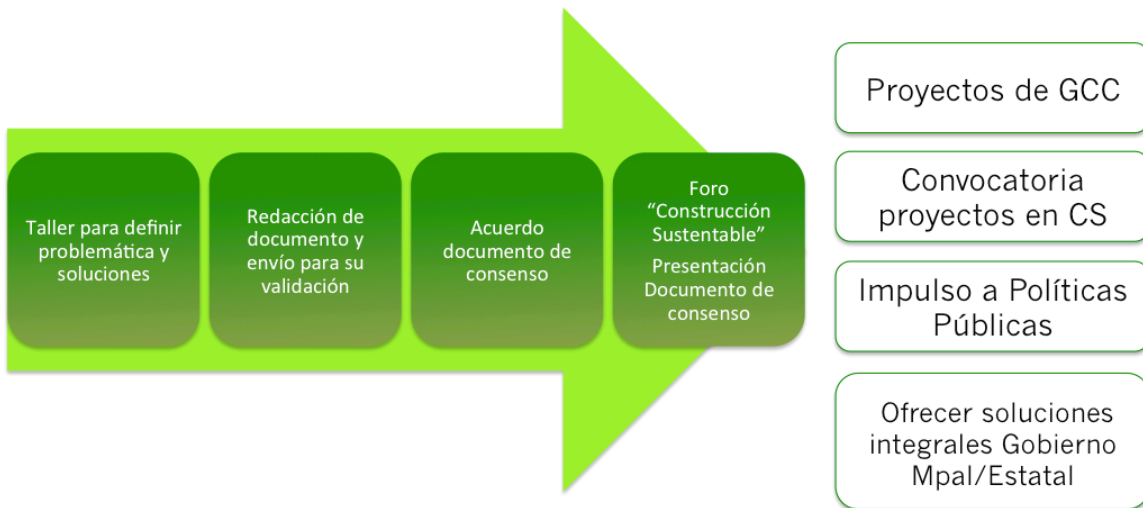 Taller para definir
problemática y
soluciones
Redacción de
documento y
envío para su
validación
Acuerdo
documento de
consenso
Foro
“Construcción
Sustentable”
Presentación
Documento de
consenso
Proyectos de GCC
Convocatoria
proyectos en CS
Impulso a Políticas
Públicas
Ofrecer soluciones
integrales Gobierno
Mpal/Estatal